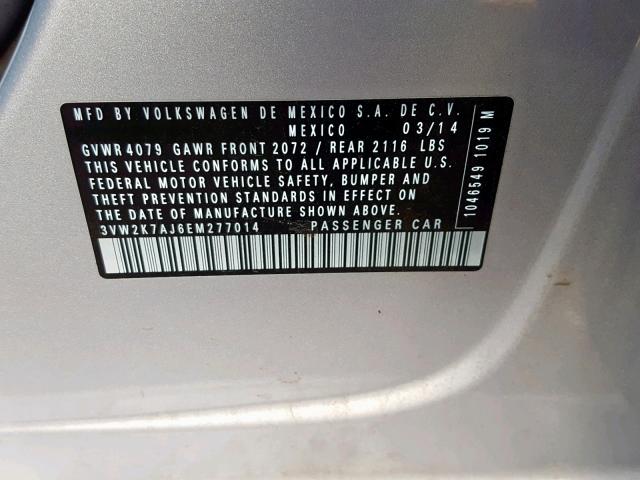 MFD BY VOLKSWAGEN DE MEXICO S.A. DE C.V.
MEXICO 03/14
GVWR 4079 GAWR FRONT 2072 / REAR 2116 LBS
THIS VEHICLE CONFORMS TO ALL APPLICABLE U.S.
FEDERAL MOTOR VEHICLE SAFETY, BUMPER AND
THEFT PREVENTION STANDARDS IN EFFECT ON
THE DATE OF MANUFACTURE SHOWN ABOVE.
3VW2K7AJ6EM277014 PASSENGER CAR
1046549 1019 M